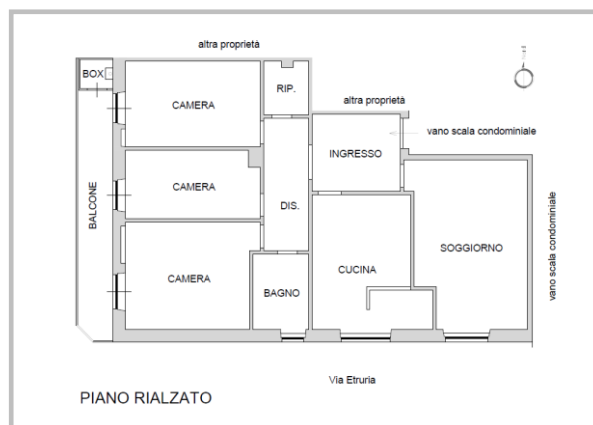 altra proprietà
BOX
CAMERA
RIP.
altra proprietà
vano scala condominiale
INGRESSO
CAMERA
BALCONE
DIS.
SOGGIORNO
vano scala condominiale
CAMERA
CUCINA
BAGNO
Via Etruria
PIANO RIALZATO